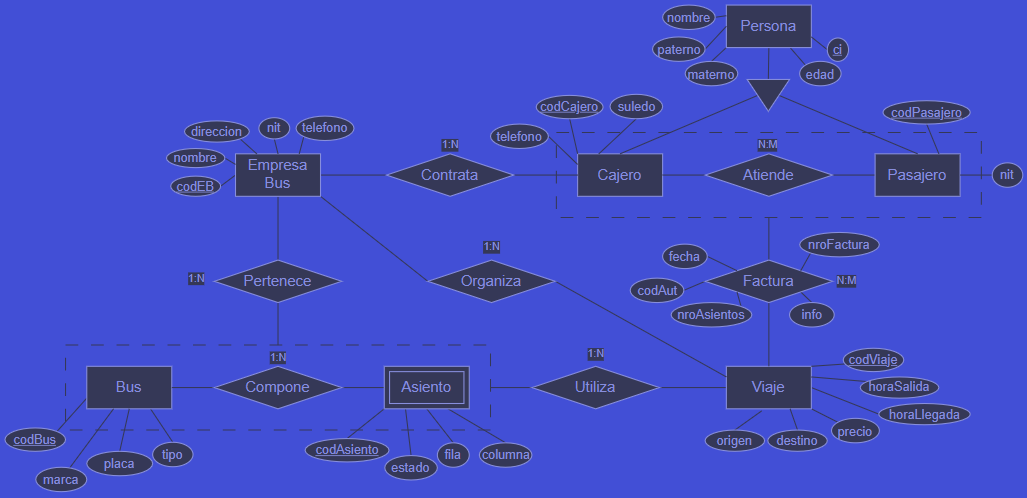 Persona
nombre
paterno
materno
edad
ci
codCajero
suledo
telefono
codPasajero
direccion
nit
telefono
nombre
codEB
Empresa
Bus
1:N
Contrata
Cajero
N:M
Atiende
Pasajero
nit
1:N
Pertenece
1:N
Organiza
fecha
nroFactura
codAut
Factura
N:M
nroAsientos
info
Bus
1:N
Compone
Asiento
1:N
Utiliza
Viaje
codViaje
horaSalida
horaLlegada
precio
origen
destino
codBus
marca
placa
tipo
codAsiento
estado
fila
columna